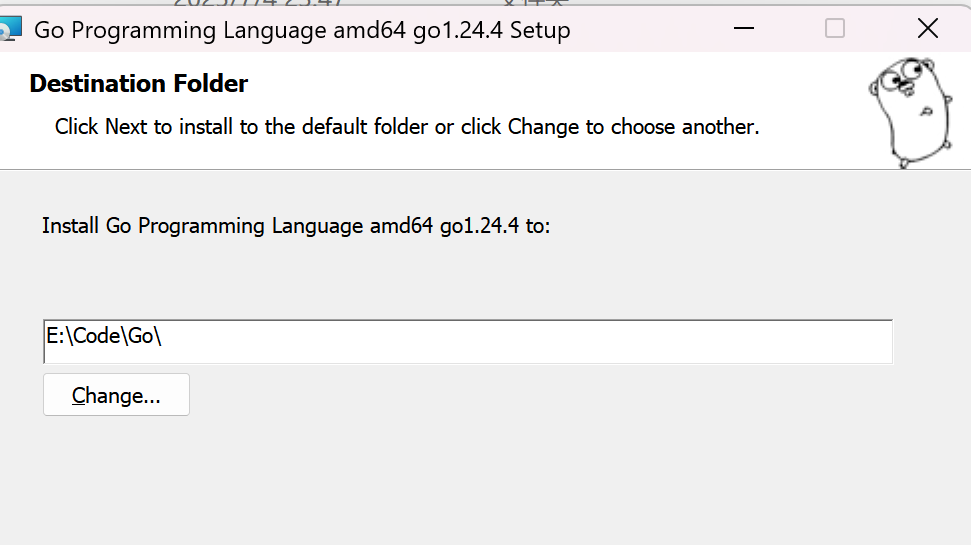 Go Programming Language amd64 go1.24.4 Setup
Destination Folder
Click Next to install to the default folder or click Change to choose another.
Install Go Programming Language amd64 go1.24.4 to:
E:\Code\Go\
Change...